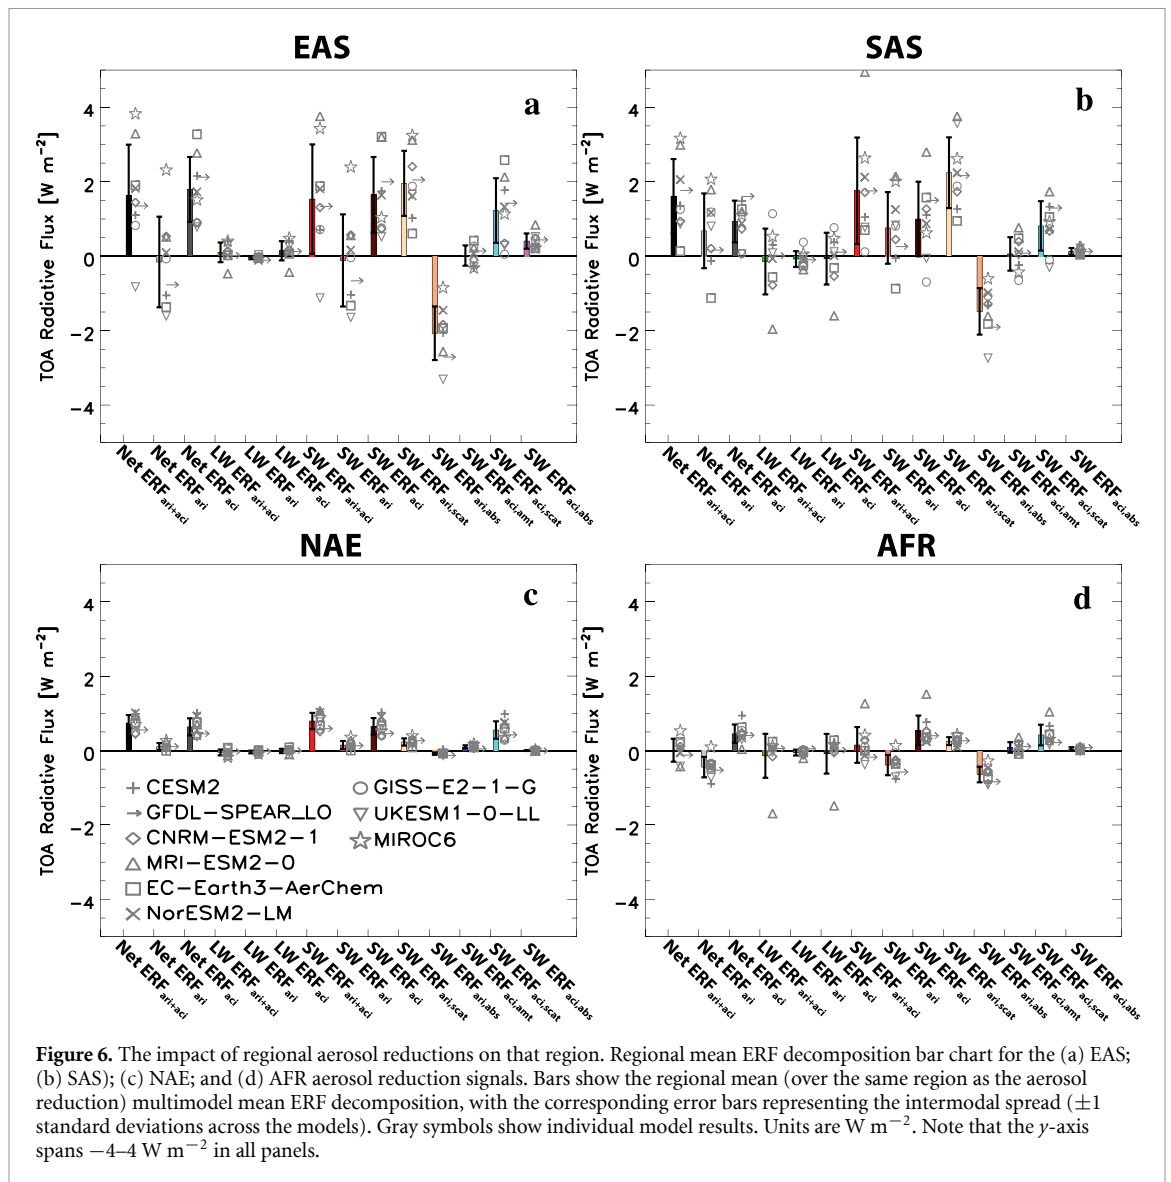 EAS
a
TOA Radiative Flux [W m−2]
4
2
0
−2
−4
Net ERFari+aci
Net ERFari
Net ERFaci
LW ERFari+aci
LW ERFari
LW ERFaci
SW ERFari+aci
SW ERFari
SW ERFaci
SW ERFari,scat
SW ERFari,abs
SW ERFaci,amt
SW ERFaci,scat
SW ERFaci,abs
SAS
b
TOA Radiative Flux [W m−2]
4
2
0
−2
−4
Net ERFari+aci
Net ERFari
Net ERFaci
LW ERFari+aci
LW ERFari
LW ERFaci
SW ERFari+aci
SW ERFari
SW ERFaci
SW ERFari,scat
SW ERFari,abs
SW ERFaci,amt
SW ERFaci,scat
SW ERFaci,abs
NAE
c
TOA Radiative Flux [W m−2]
4
2
0
−2
−4
CESM2
GFDL−SPEAR_LO
CNRM−ESM2−1
MRI−ESM2−0
EC−Earth3−AerChem
NorESM2−LM
GISS−E2−1−G
UKESM1−0−LL
MIROC6
Net ERFari+aci
Net ERFari
Net ERFaci
LW ERFari+aci
LW ERFari
LW ERFaci
SW ERFari+aci
SW ERFari
SW ERFaci
SW ERFari,scat
SW ERFari,abs
SW ERFaci,amt
SW ERFaci,scat
SW ERFaci,abs
AFR
d
TOA Radiative Flux [W m−2]
4
2
0
−2
−4
Net ERFari+aci
Net ERFari
Net ERFaci
LW ERFari+aci
LW ERFari
LW ERFaci
SW ERFari+aci
SW ERFari
SW ERFaci
SW ERFari,scat
SW ERFari,abs
SW ERFaci,amt
SW ERFaci,scat
SW ERFaci,abs
Figure 6. The impact of regional aerosol reductions on that region. Regional mean ERF decomposition bar chart for the (a) EAS;
(b) SAS); (c) NAE; and (d) AFR aerosol reduction signals. Bars show the regional mean (over the same region as the aerosol
reduction) multimodel mean ERF decomposition, with the corresponding error bars representing the intermodal spread (±1
standard deviations across the models). Gray symbols show individual model results. Units are W m−2. Note that the y-axis
spans −4–4 W m−2 in all panels.